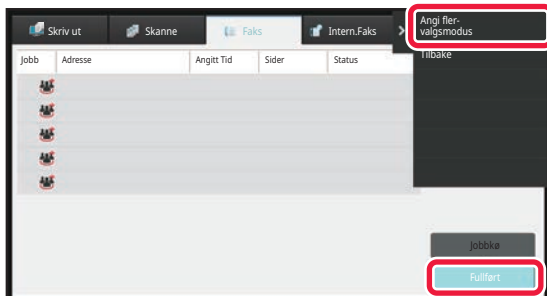 Skriv ut
Skanne
Faks
Intern.Faks
Angi fler-
valgsmodus
Tilbake
Jobb
Adresse
Angitt Tid
Sider
Status
Jobbkø
Fullført